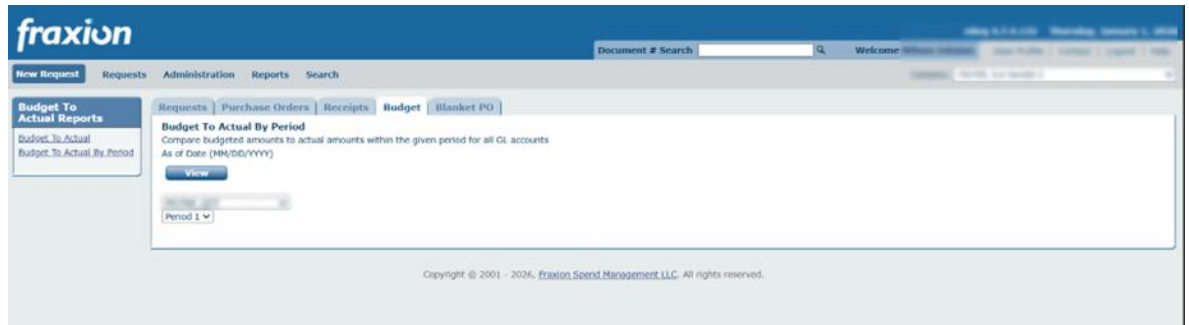 fraxion
Document # Search Welcome
New Request Requests Administration Reports Search
Budget To
Actual Reports
Budget To Actual
Budget To Actual By Period
Requests Purchase Orders Receipts Budget Blanket PO
Budget To Actual By Period
Compare budgeted amounts to actual amounts within the given period for all GL accounts
As of Date (MM/DD/YYYY)
View
Period 1
Copyright © 2001 - 2026, Fraxion Spend Management LLC. All rights reserved.